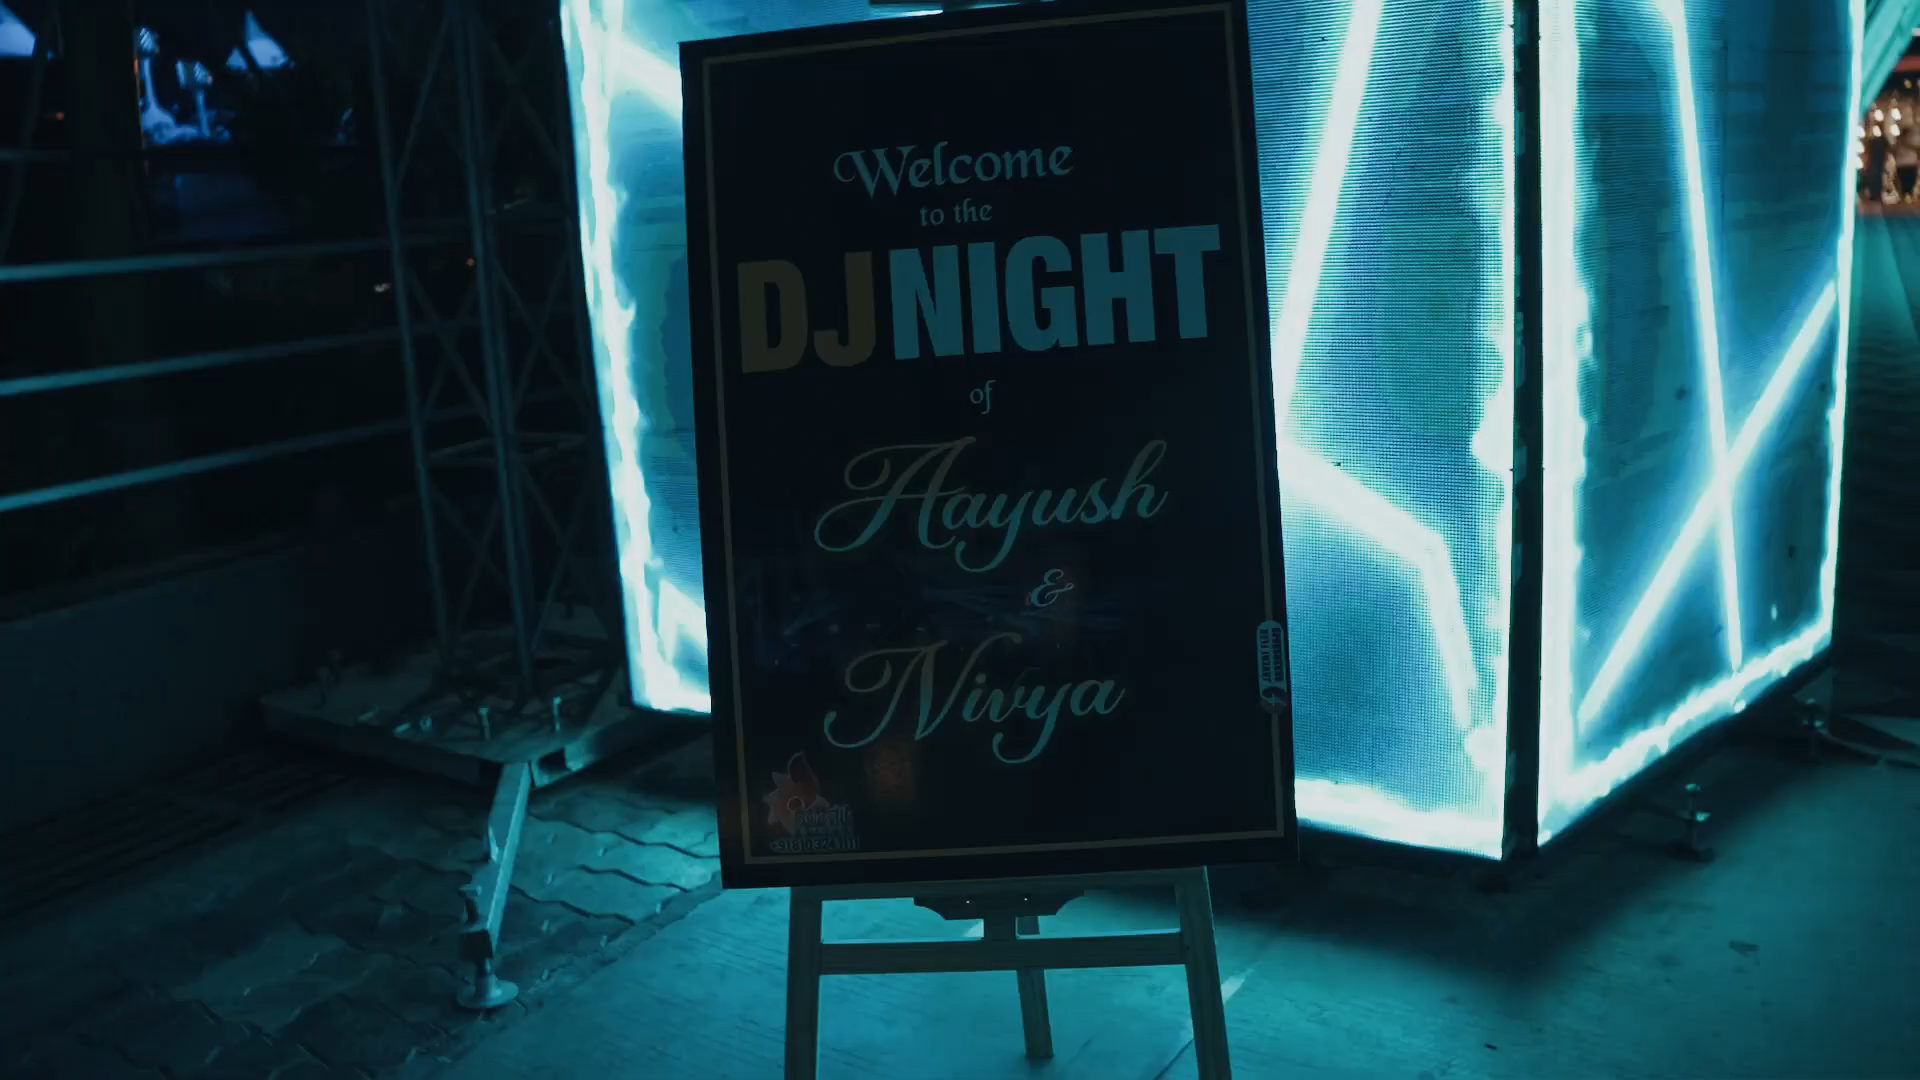 Welcome
to the
DJ NIGHT
of
Aayush
&
Nivya